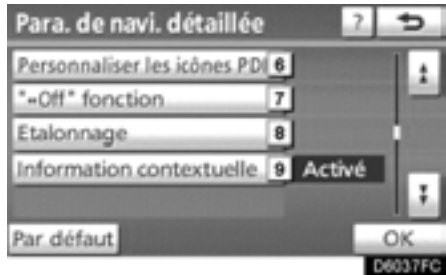 Para. de navi. détaillée ?
Personnaliser les icônes PDI 6
"-Off" fonction 7
Etalonnage 8
Information contextuelle 9 Activé
Par défaut OK
D6037FC